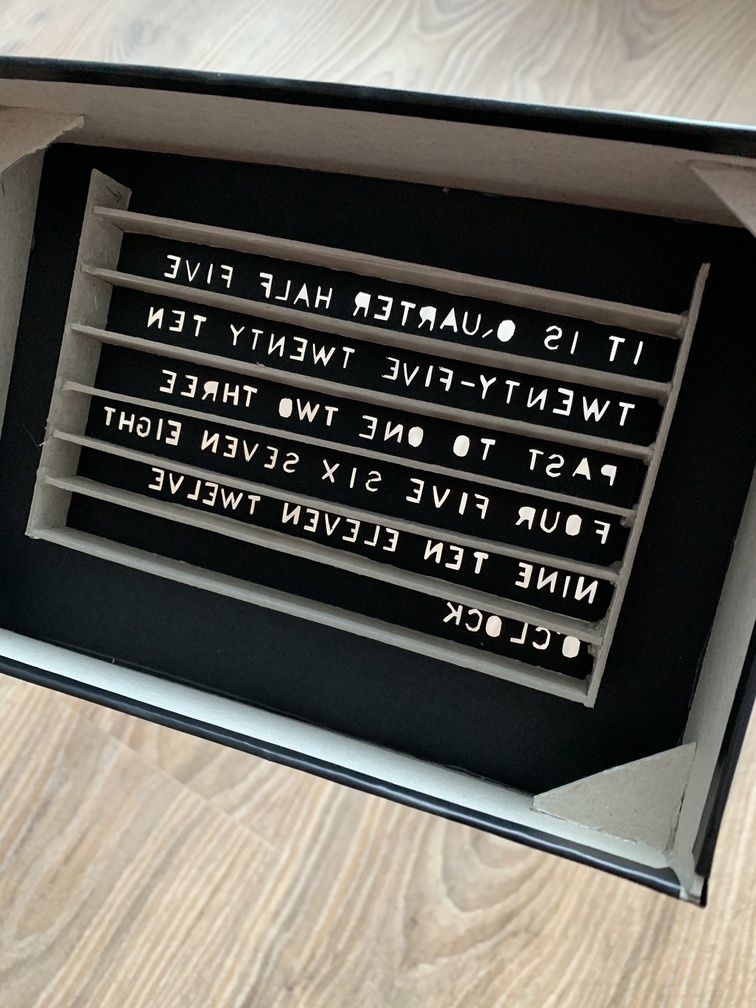 IT IS QUARTER HALF FIVE
TWENTY-FIVE TWENTY TEN
PAST TO ONE TWO THREE
FOUR FIVE SIX SEVEN EIGHT
NINE TEN ELEVEN TWELVE
O'CLOCK